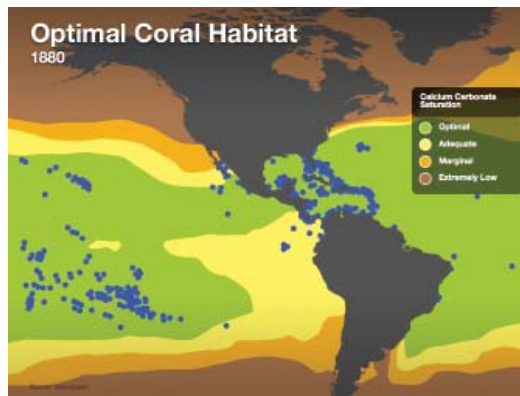 Optimal Coral Habitat
1880
Calcium Carbonate
Saturation
Optimal
Adequate
Marginal
Extremely Low